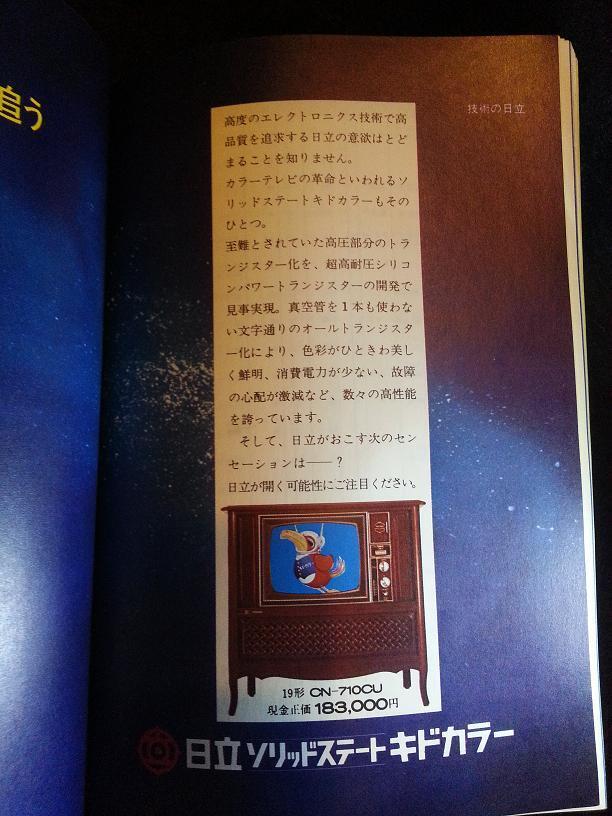 追う
技術の日立
高度のエレクトロニクス技術で高
品質を追求する日立の意欲はとど
まることを知りません。
カラーテレビの革命といわれるソ
リッドステートキドカラーもその
ひとつ。
至難とされていた高圧部分のトラ
ンジスター化を、超高耐圧シリコ
ンパワートランジスターの開発で
見事実現。真空管を1本も使わな
い文字通りのオールトランジスタ
ー化により、色彩がひときわ美し
く鮮明、消費電力が少ない、故障
の心配が激減など、数々の高性能
を誇っています。
そして、日立がおこす次のセン
セーションは——？
日立が開く可能性にご注目ください。
19形 CN-710CU
現金正価 183,000円
日立ソリッドステートキドカラー